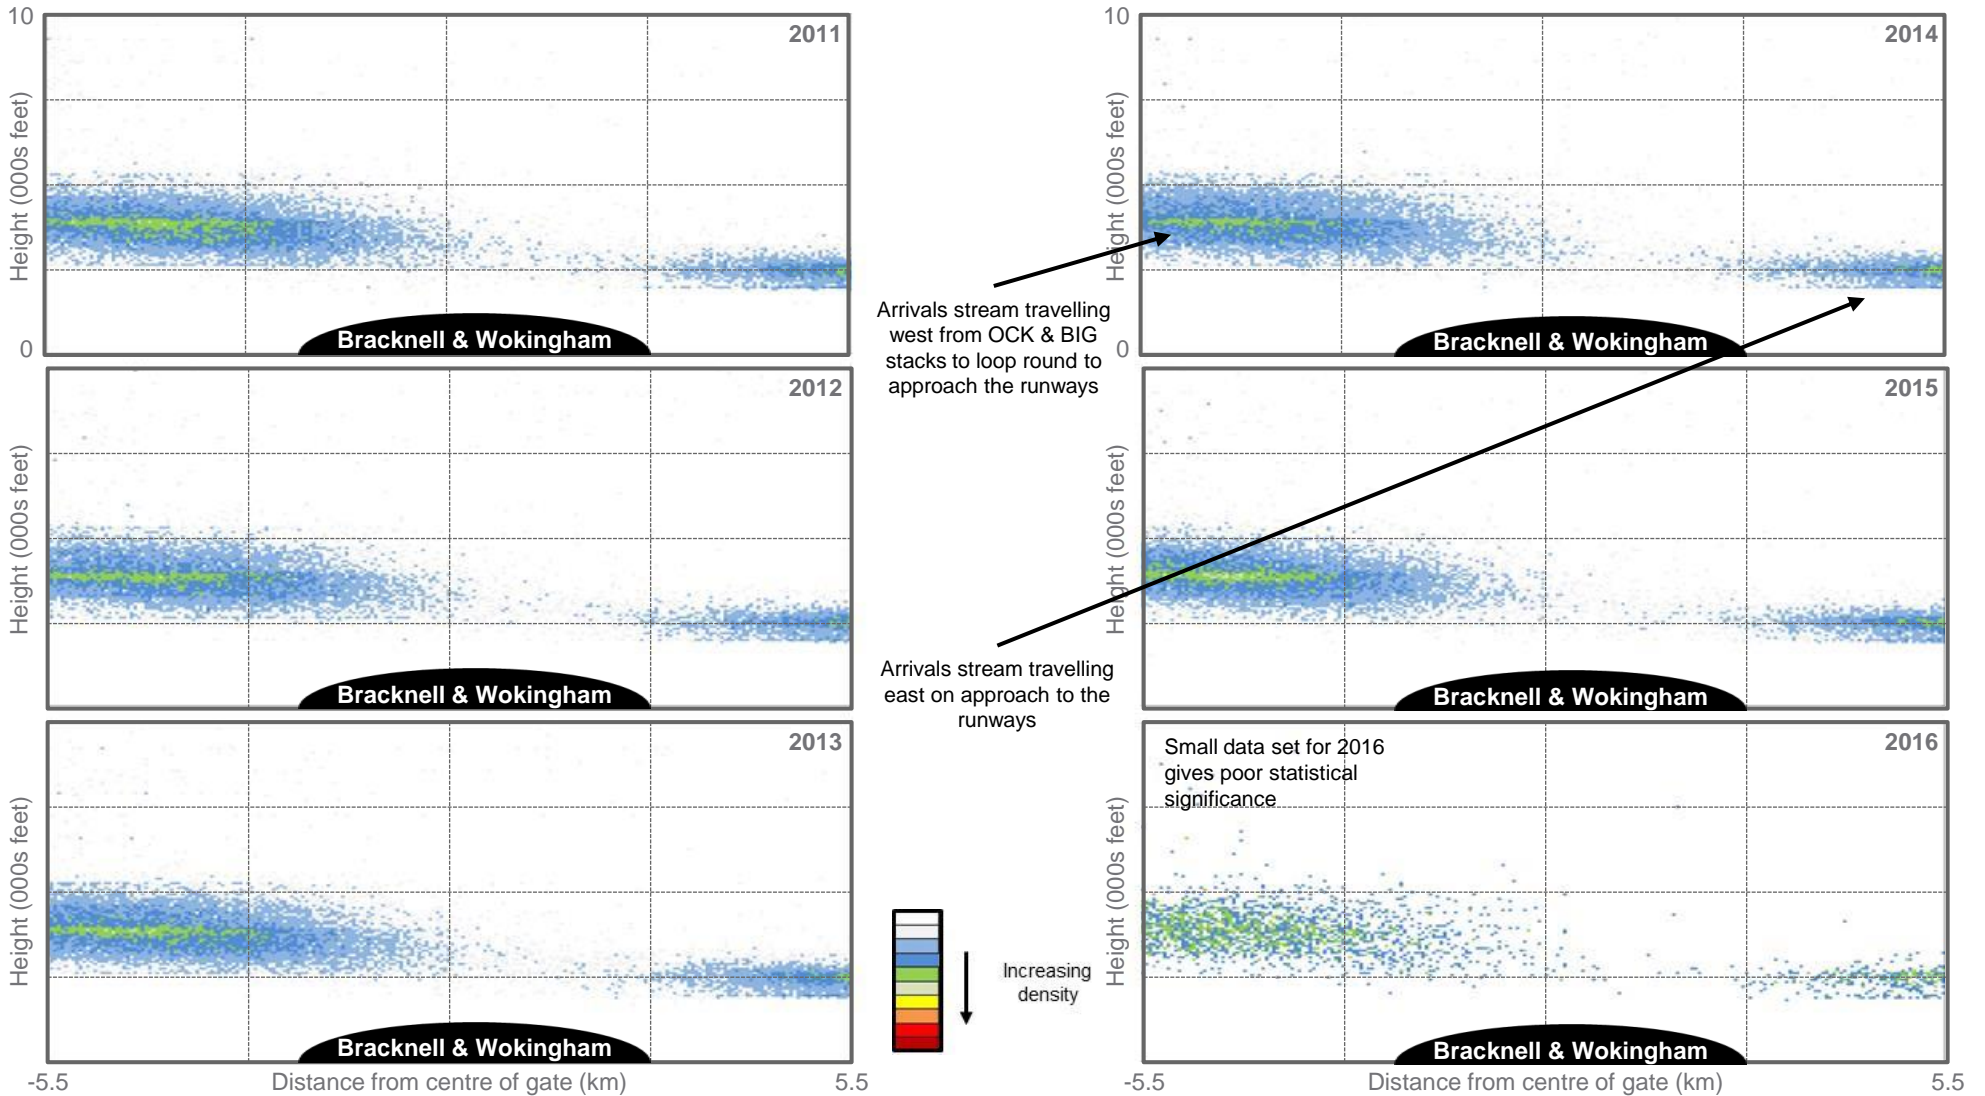 10
2011
Height (000s feet)
Bracknell & Wokingham
0
2012
Height (000s feet)
Bracknell & Wokingham
2013
Height (000s feet)
Bracknell & Wokingham
-5.5
Distance from centre of gate (km)
5.5
Arrivals stream travelling
west from OCK & BIG
stacks to loop round to
approach the runways
Arrivals stream travelling
east on approach to the
runways
Increasing
density
10
2014
Height (000s feet)
Bracknell & Wokingham
0
2015
Height (000s feet)
Bracknell & Wokingham
Small data set for 2016
gives poor statistical
significance
2016
Height (000s feet)
Bracknell & Wokingham
-5.5
Distance from centre of gate (km)
5.5